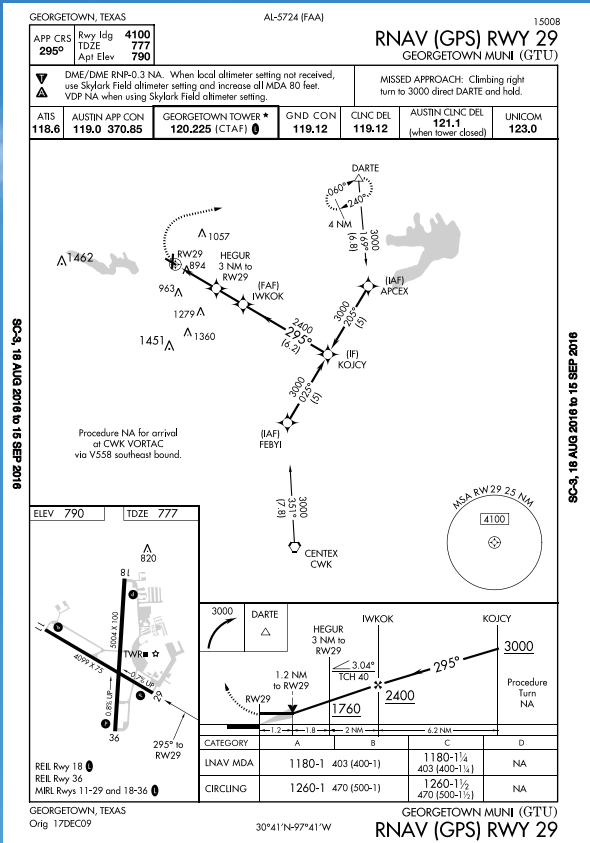 GEORGETOWN, TEXAS
AL-5724 (FAA)
15008
APP CRS
295°
Rwy ldg 4100
TDZE 777
Apt Elev 790
RNAV (GPS) RWY 29
GEORGETOWN MUNI (GTU)
T
A
DME/DME RNP-0.3 NA. When local altimeter setting not received,
use Skylark Field altimeter setting and increase all MDA 80 feet.
VDP NA when using Skylark Field altimeter setting.
MISSED APPROACH: Climbing right
turn to 3000 direct DARTE and hold.
ATIS
118.6
AUSTIN APP CON
119.0 370.85
GEORGETOWN TOWER ★
120.225 (CTAF) L
GND CON
119.12
CLNC DEL
119.12
AUSTIN CLNC DEL
121.1
(when tower closed)
UNICOM
123.0
DARTE
060°
240°
4 NM
3000
169°
(6.8)
1057
1462
RW29
894
HEGUR
3 NM to
RW29
963
(FAF)
IWKOK
(IAF)
APCEX
1279
1451
1360
2400
295°
(6.2)
3000
205°
(5)
(IF)
KOJCY
3000
025°
(5)
(IAF)
FEBYI
Procedure NA for arrival
at CWK VORTAC
via V558 southeast bound.
3000
351°
(7.8)
CENTEX
CWK
MSA RW29 25 NM
4100
SC-3, 18 AUG 2016 to 15 SEP 2016
SC-3, 18 AUG 2016 to 15 SEP 2016
ELEV 790
TDZE 777
820
18
11
5004 X 100
TWR
4099 X 75
0.7% UP
0.8% UP
29
36
295° to
RW29
REIL Rwy 18 L
REIL Rwy 36
MIRL Rwys 11-29 and 18-36 L
3000
DARTE
IWKOK
KOJCY
HEGUR
3 NM to
RW29
3.04°
TCH 40
295°
3000
1.2 NM
to RW29
2400
Procedure
Turn
NA
RW29
1760
1.2
1.8
2 NM
6.2 NM
CATEGORY A B C D
LNAV MDA 1180-1 403 (400-1) 1180-1¼ 403 (400-1¼) NA
CIRCLING 1260-1 470 (500-1) 1260-1½ 470 (500-1½) NA
GEORGETOWN, TEXAS
Orig 17DEC09
30°41'N-97°41'W
GEORGETOWN MUNI (GTU)
RNAV (GPS) RWY 29